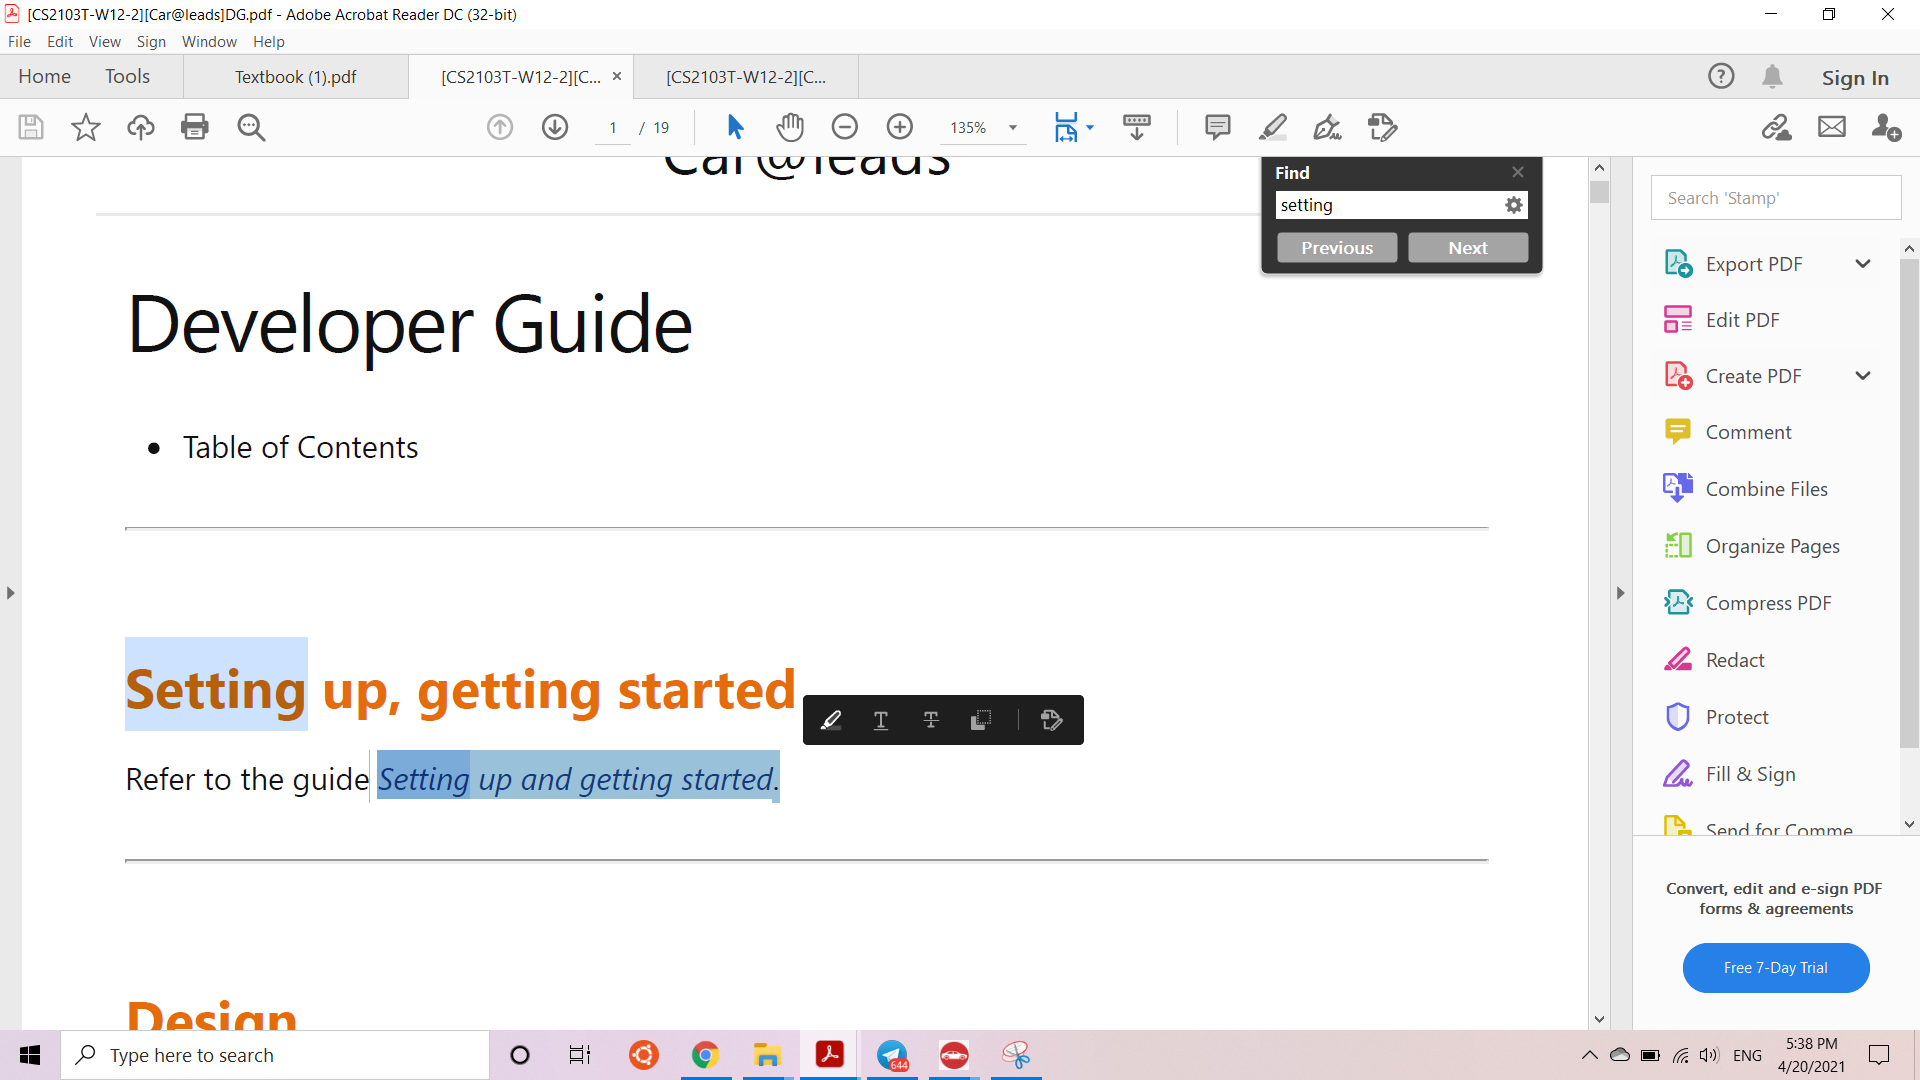 [CS2103T-W12-2][Car@leads]DG.pdf - Adobe Acrobat Reader DC (32-bit)
File Edit View Sign Window Help
Home Tools Textbook (1).pdf [CS2103T-W12-2][C... × [CS2103T-W12-2][C... Sign In
1 / 19 135%
Car@leads
Find
setting
Previous Next
Developer Guide
• Table of Contents
Setting up, getting started
Refer to the guide Setting up and getting started.
Design
Search 'Stamp'
Export PDF
Edit PDF
Create PDF
Comment
Combine Files
Organize Pages
Compress PDF
Redact
Protect
Fill & Sign
Send for Comme
Convert, edit and e-sign PDF
forms & agreements
Free 7-Day Trial
Type here to search
644
ENG
5:38 PM
4/20/2021